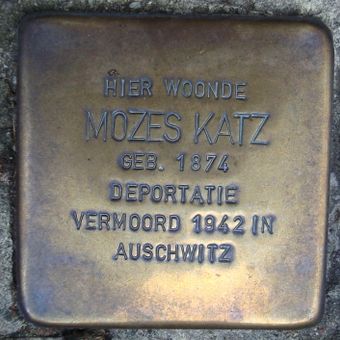 HIER WOONDE
MOZES KATZ
GEB. 1874
DEPORTATIE
VERMOORD 1942 IN
AUSCHWITZ